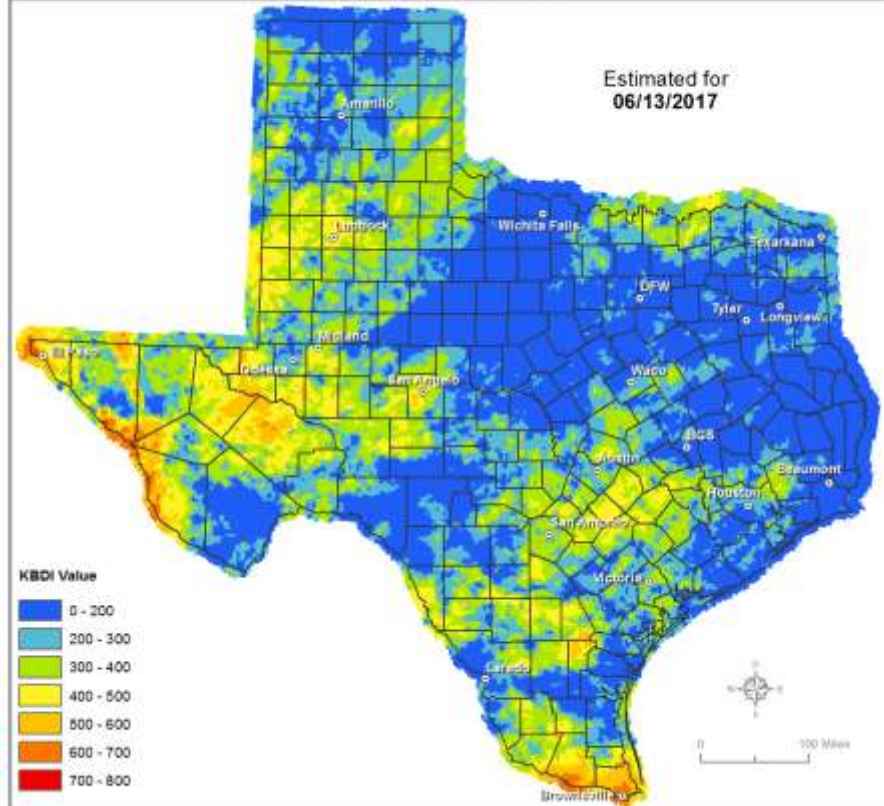 Estimated for
06/13/2017
Amarillo
Lubbock
Wichita Falls
Texarkana
DFW
Tyler
Longview
El Paso
Midland
Odessa
San Angelo
Waco
BCS
Austin
Beaumont
Houston
San Antonio
Victoria
Laredo
Brownsville
KBDI Value
0 - 200
200 - 300
300 - 400
400 - 500
500 - 600
600 - 700
700 - 800
0 100 Miles